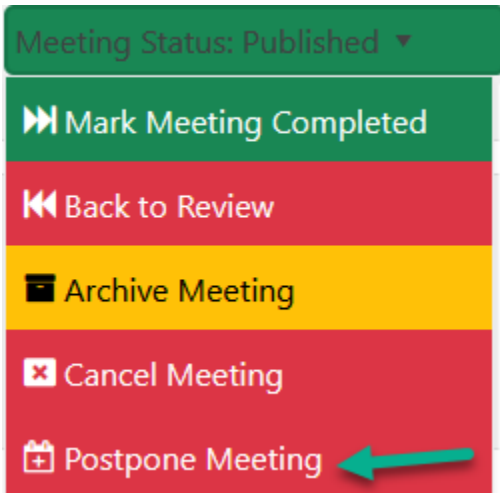 Meeting Status: Published
Mark Meeting Completed
Back to Review
Archive Meeting
Cancel Meeting
Postpone Meeting